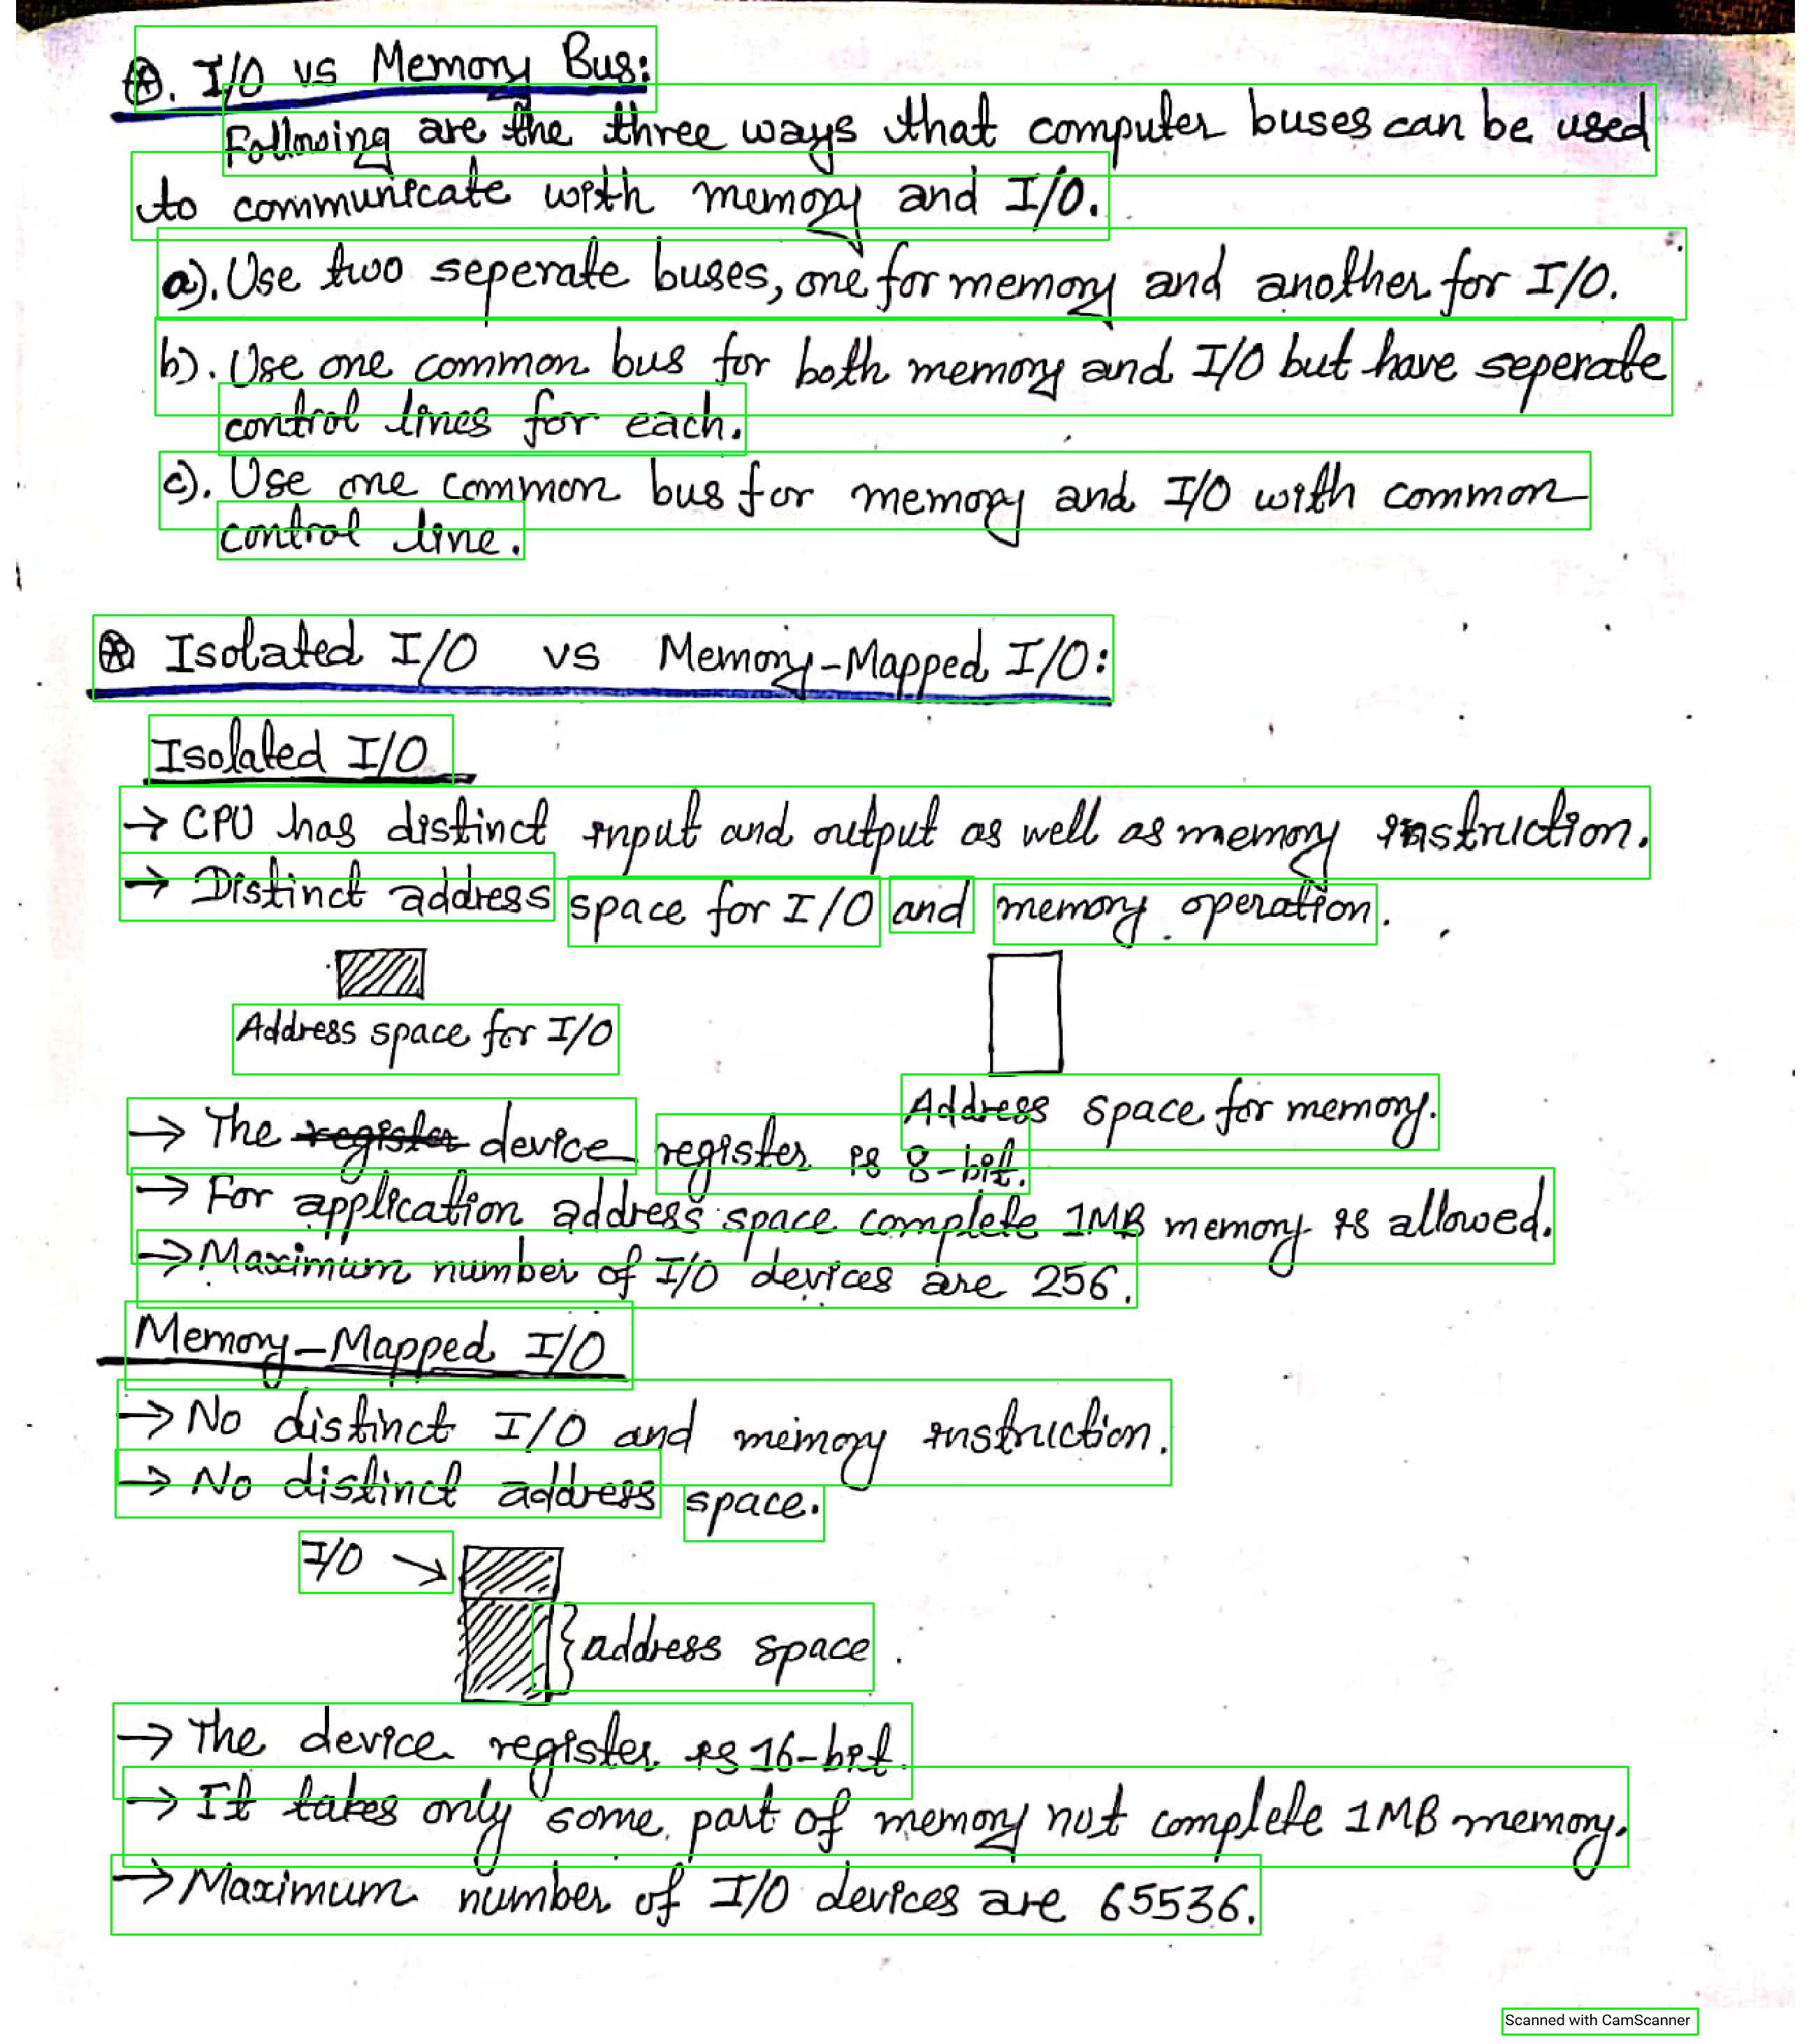 ⊛. I/O vs Memory Bus:
Following are the three ways that computer buses can be used
to communicate with memory and I/O.
a). Use two seperate buses, one for memory and another for I/O.
b). Use one common bus for both memory and I/O but have seperate
control lines for each.
c). Use one common bus for memory and I/O with common
control line.
⊛ Isolated I/O vs Memory-Mapped I/O:
Isolated I/O
→ CPU has distinct input and output as well as memory instruction.
→ Distinct address space for I/O and memory operation.
Address space for I/O
Address space for memory.
→ The register device register is 8-bit.
→ For application address space complete 1MB memory is allowed.
→ Maximum number of I/O devices are 256.
Memory-Mapped I/O
→ No distinct I/O and memory instruction.
→ No distinct address space.
I/O →
} address space.
→ The device register is 16-bit.
→ It takes only some part of memory not complete 1MB memory.
→ Maximum number of I/O devices are 65536.
Scanned with CamScanner